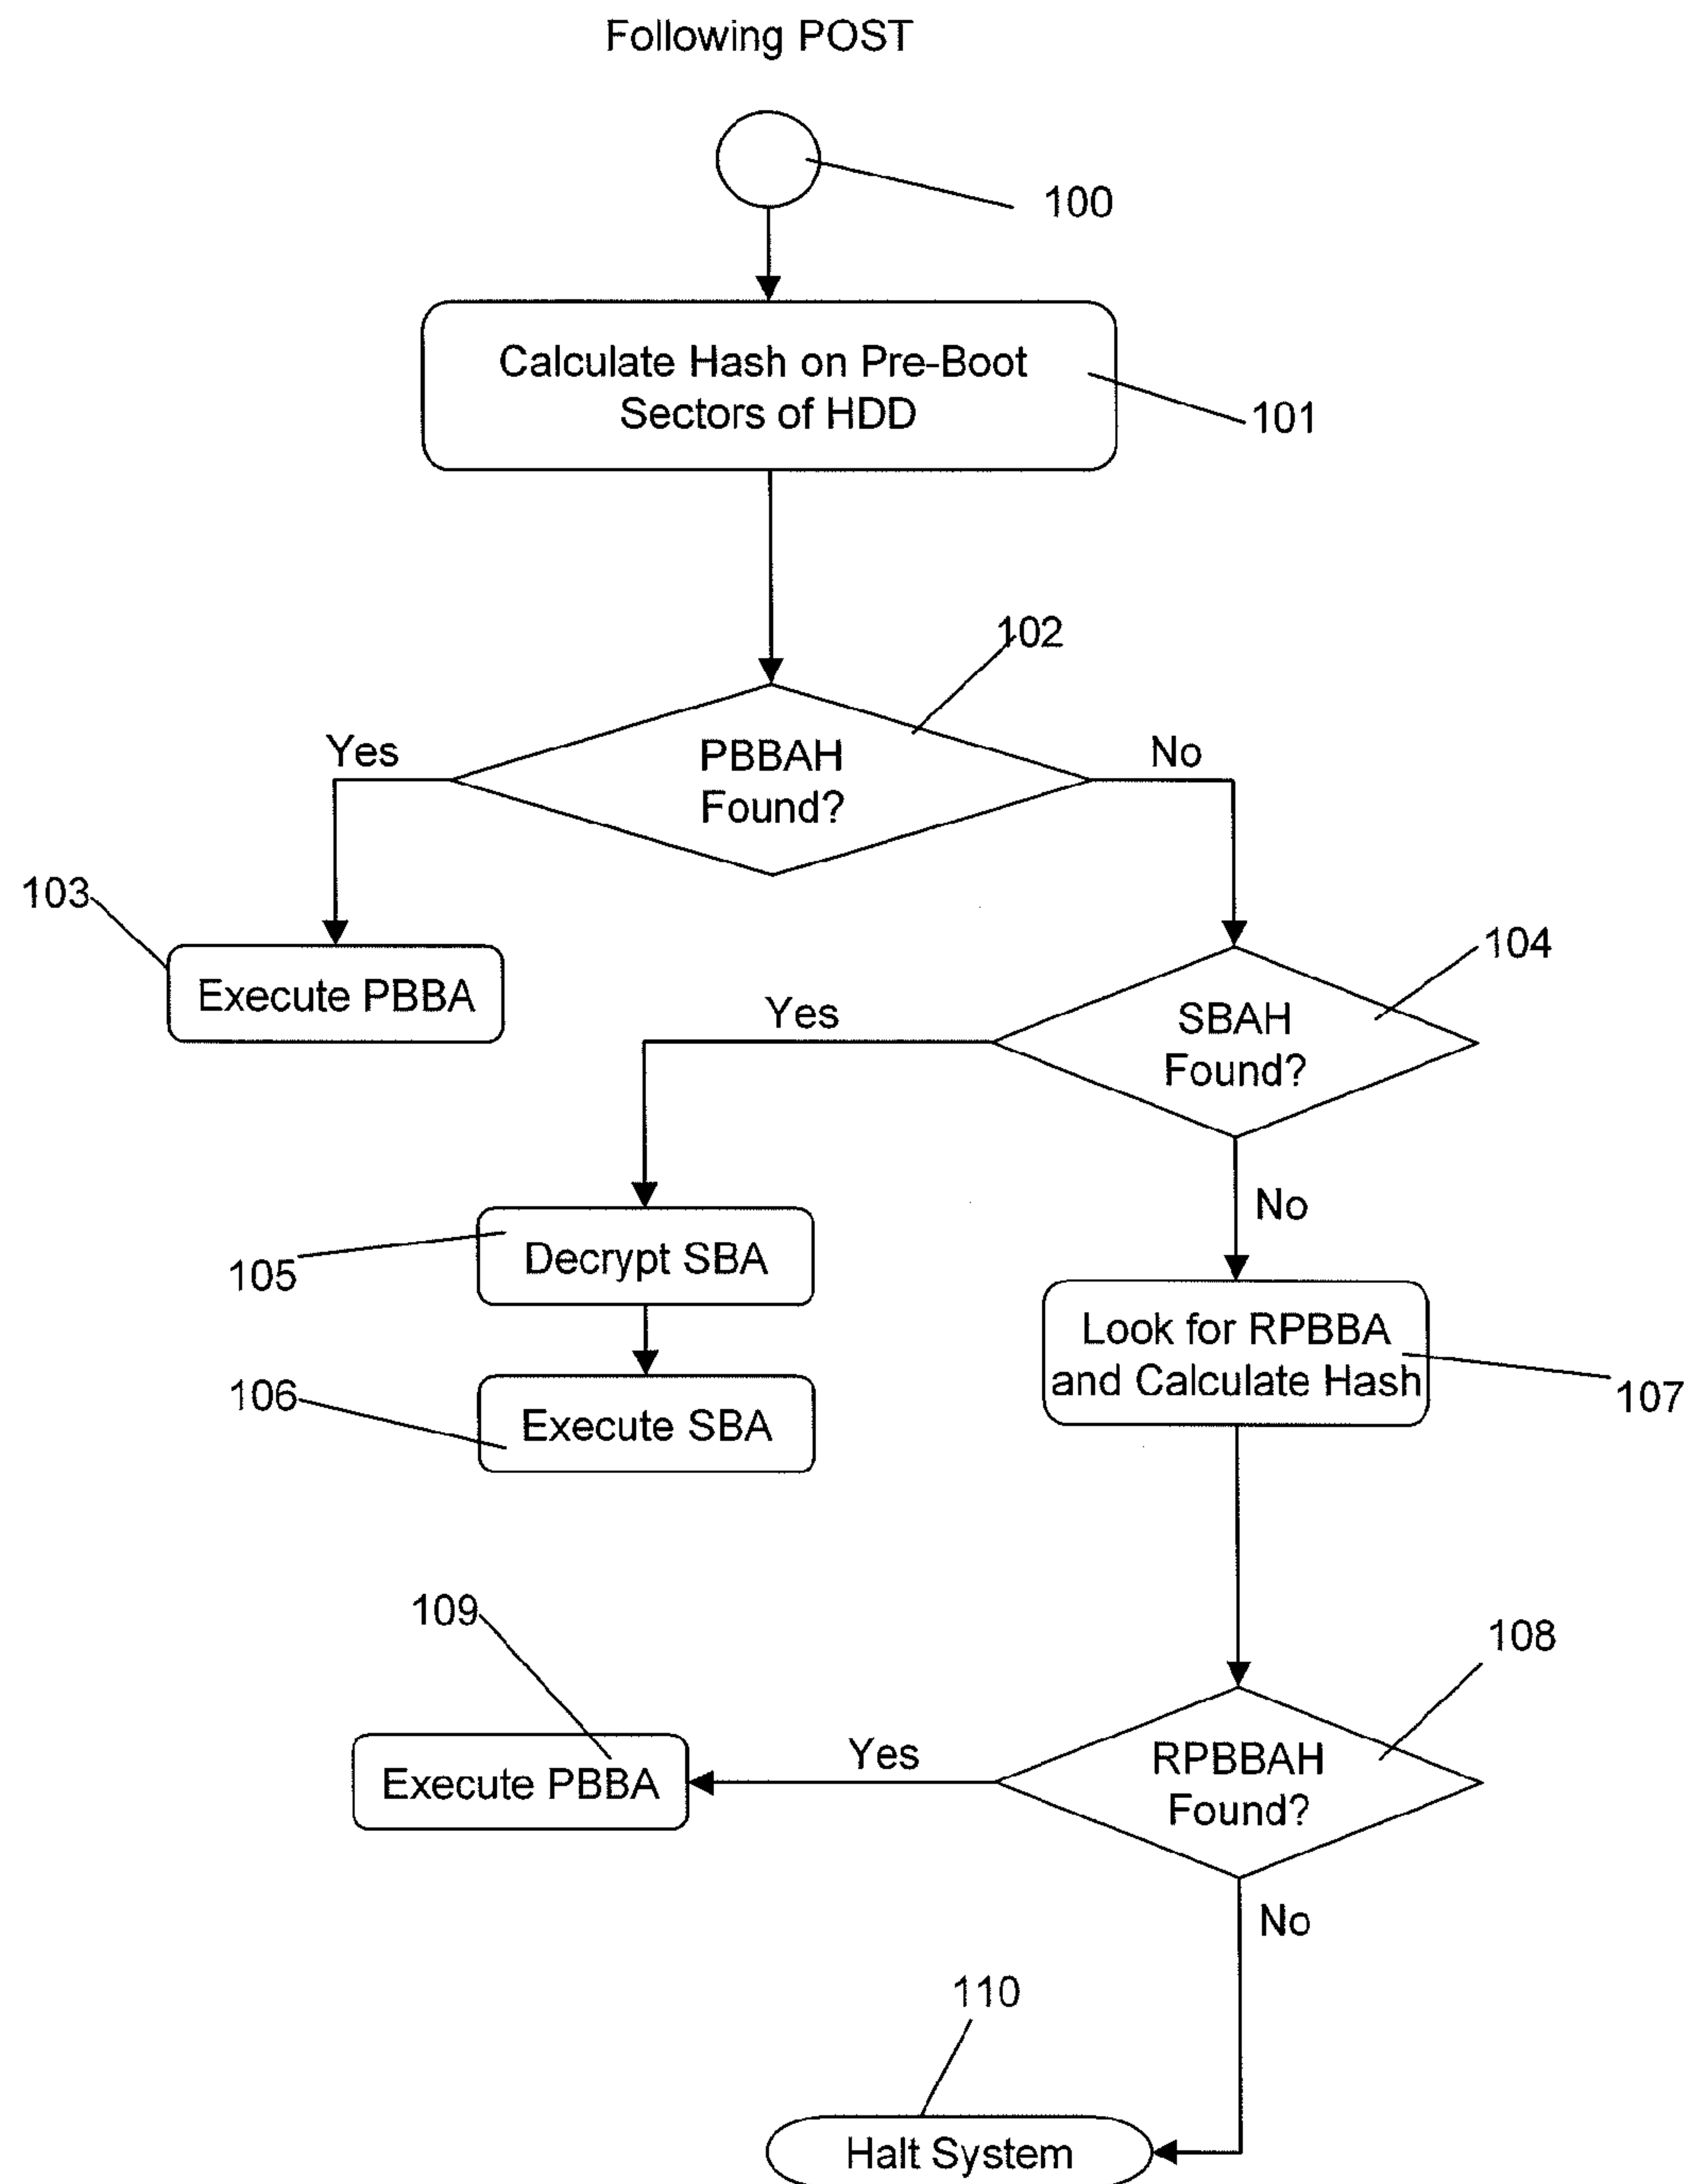 Following POST
100
Calculate Hash on Pre-Boot
Sectors of HDD
101
102
PBBAH
Found?
Yes
No
103
Execute PBBA
104
SBAH
Found?
Yes
No
105
Decrypt SBA
106
Execute SBA
Look for RPBBA
and Calculate Hash
107
109
108
Execute PBBA
Yes
RPBBAH
Found?
No
110
Halt System